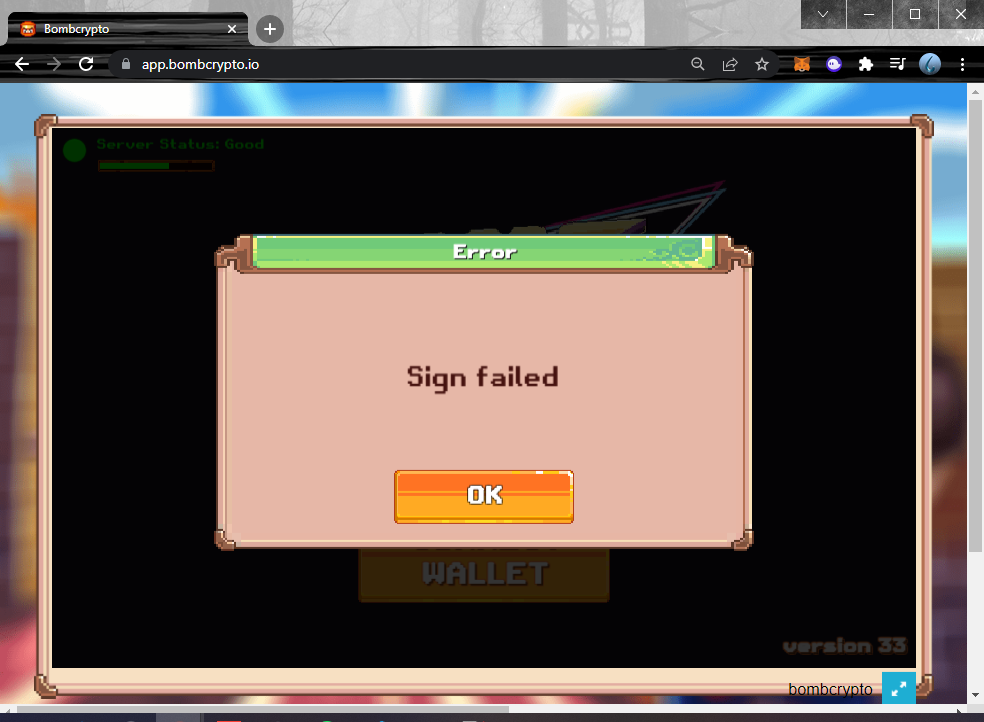 Bombcrypto
app.bombcrypto.io
Server Status: Good
Error
Sign failed
OK
WALLET
version 33
bombcrypto